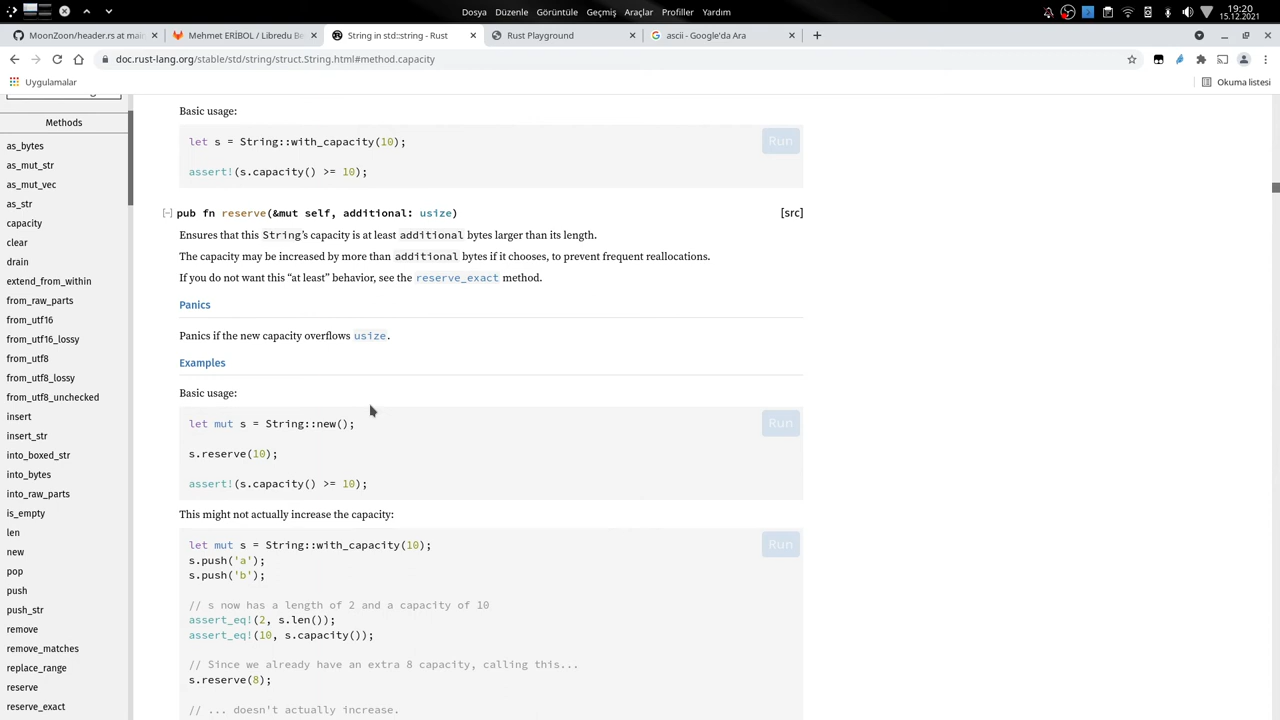 Dosya Düzenle Görüntüle Geçmiş Araçlar Profiller Yardım
19:20
15.12.2021
MoonZoon/header.rs at mai
Mehmet ERİBOL / Libredu Be
String in std::string - Rust
Rust Playground
ascii - Google'da Ara
doc.rust-lang.org/stable/std/string/struct.String.html#method.capacity
Uygulamalar
Okuma listesi
Methods
as_bytes
as_mut_str
as_mut_vec
as_str
capacity
clear
drain
extend_from_within
from_raw_parts
from_utf16
from_utf16_lossy
from_utf8
from_utf8_lossy
from_utf8_unchecked
insert
insert_str
into_boxed_str
into_bytes
into_raw_parts
is_empty
len
new
pop
push
push_str
remove
remove_matches
replace_range
reserve
reserve_exact
Basic usage:
let s = String::with_capacity(10);
Run
assert!(s.capacity() >= 10);
[−] pub fn reserve(&mut self, additional: usize) [src]
Ensures that this String’s capacity is at least additional bytes larger than its length.
The capacity may be increased by more than additional bytes if it chooses, to prevent frequent reallocations.
If you do not want this “at least” behavior, see the reserve_exact method.
Panics
Panics if the new capacity overflows usize.
Examples
Basic usage:
let mut s = String::new();
Run
s.reserve(10);
assert!(s.capacity() >= 10);
This might not actually increase the capacity:
let mut s = String::with_capacity(10);
Run
s.push('a');
s.push('b');
// s now has a length of 2 and a capacity of 10
assert_eq!(2, s.len());
assert_eq!(10, s.capacity());
// Since we already have an extra 8 capacity, calling this...
s.reserve(8);
// ... doesn't actually increase.